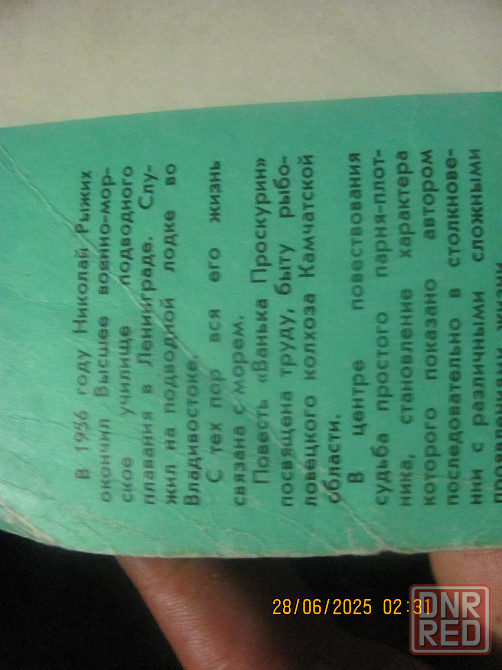 В 1956 году Николай Рыжих
окончил Высшее военно-мор-
ское училище подводного
плавания в Ленинграде. Слу-
жил на подводной лодке во
Владивостоке.
С тех пор вся его жизнь
связана с морем.
Повесть «Ванька Проскурин»
посвящена труду, быту рыбо-
ловецкого колхоза Камчатской
области.
В центре повествования
судьба простого парня-плот-
ника, становление характера
которого показано автором
последовательно в столкнове-
нии с различными сложными
28/06/2025 02:31
DNR
RED